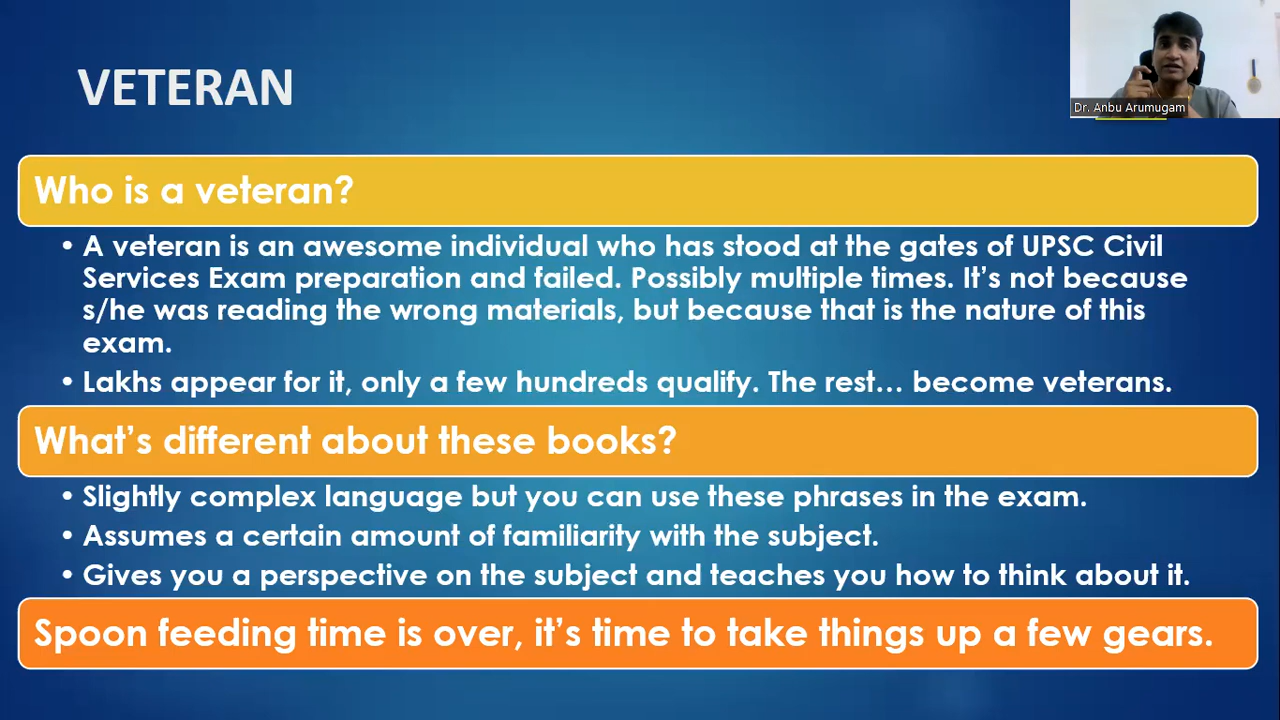 VETERAN
Dr. Anbu Arumugam
Who is a veteran?
• A veteran is an awesome individual who has stood at the gates of UPSC Civil
Services Exam preparation and failed. Possibly multiple times. It’s not because
s/he was reading the wrong materials, but because that is the nature of this
exam.
• Lakhs appear for it, only a few hundreds qualify. The rest… become veterans.
What’s different about these books?
• Slightly complex language but you can use these phrases in the exam.
• Assumes a certain amount of familiarity with the subject.
• Gives you a perspective on the subject and teaches you how to think about it.
Spoon feeding time is over, it’s time to take things up a few gears.